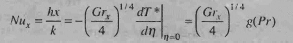 Nu_x = hx/k = −(Gr_x/4)^{1/4} dT*/dη|_{η=0} = (Gr_x/4)^{1/4} g(Pr)